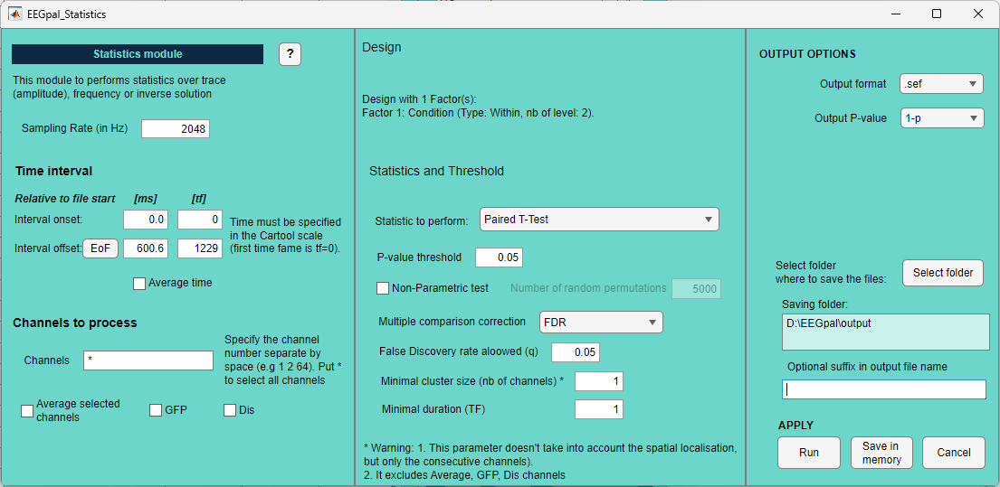 EEGpal_Statistics
Statistics module
?
This module to performs statistics over trace
(amplitude), frequency or inverse solution
Sampling Rate (in Hz) 2048
Time interval
Relative to file start [ms] [tf]
Interval onset: 0.0 0
Interval offset: EoF 600.6 1229
Time must be specified
in the Cartool scale
(first time fame is tf=0).
Average time
Channels to process
Channels *
Specify the channel
number separate by
space (e.g 1 2 64). Put *
to select all channels
Average selected
channels
GFP
Dis
Design
Design with 1 Factor(s):
Factor 1: Condition (Type: Within, nb of level: 2).
Statistics and Threshold
Statistic to perform: Paired T-Test
P-value threshold 0.05
Non-Parametric test Number of random permutations 5000
Multiple comparison correction FDR
False Discovery rate aloowed (q) 0.05
Minimal cluster size (nb of channels) * 1
Minimal duration (TF) 1
* Warning: 1. This parameter doesn't take into account the spatial localisation,
but only the consecutive channels).
2. It excludes Average, GFP, Dis channels
OUTPUT OPTIONS
Output format .sef
Output P-value 1-p
Select folder
where to save the files:
Select folder
Saving folder:
D:\EEGpal\output
Optional suffix in output file name
APPLY
Run
Save in
memory
Cancel